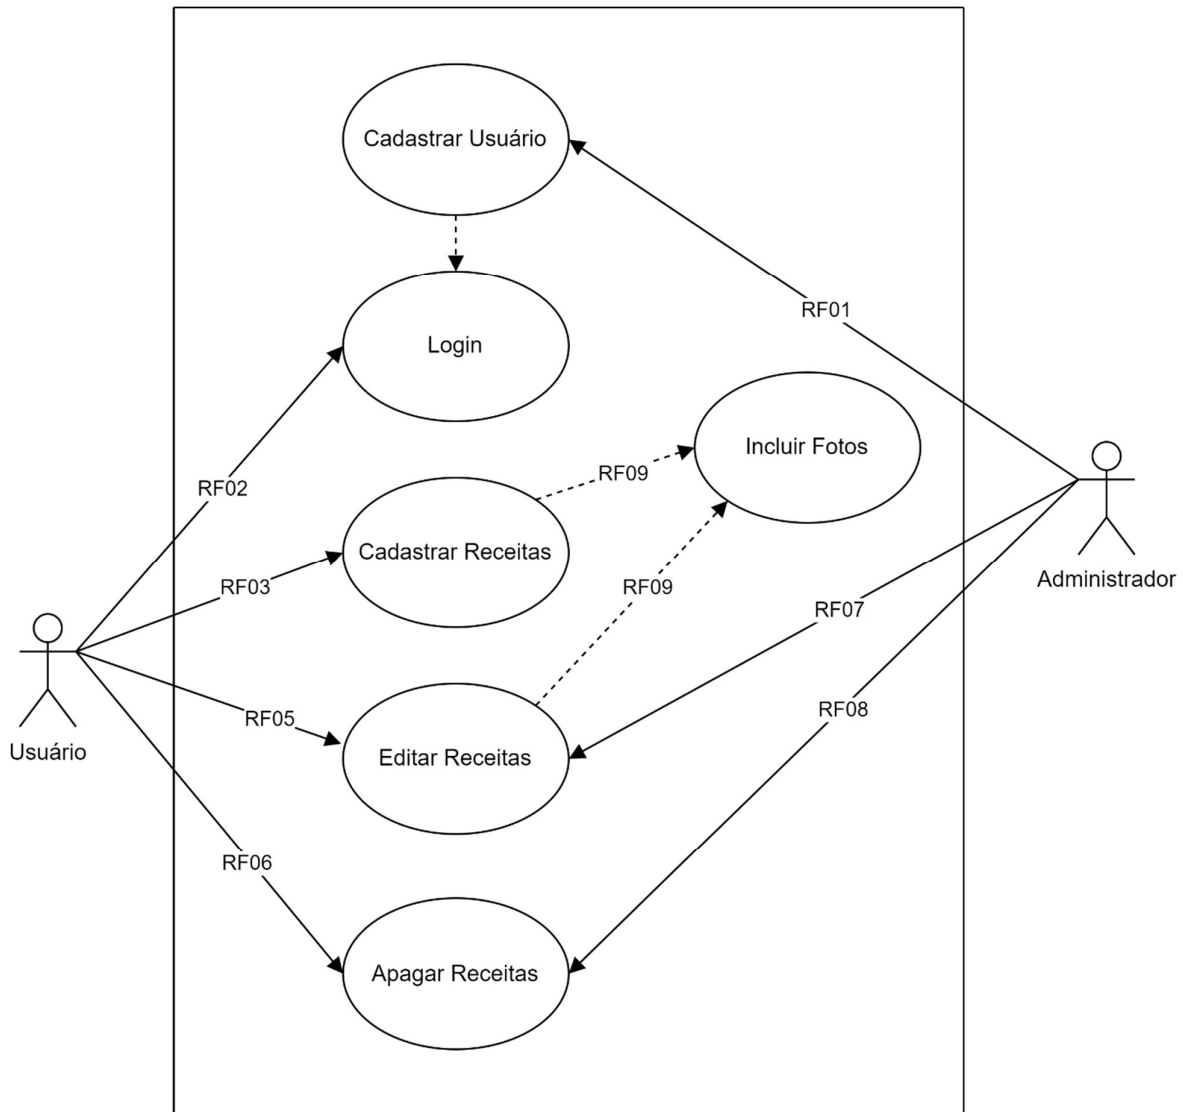 Cadastrar Usuário
RF01
Login
Incluir Fotos
RF09
RF02
Cadastrar Receitas
Administrador
RF03
RF09
RF07
RF05
RF08
Usuário
Editar Receitas
RF06
Apagar Receitas